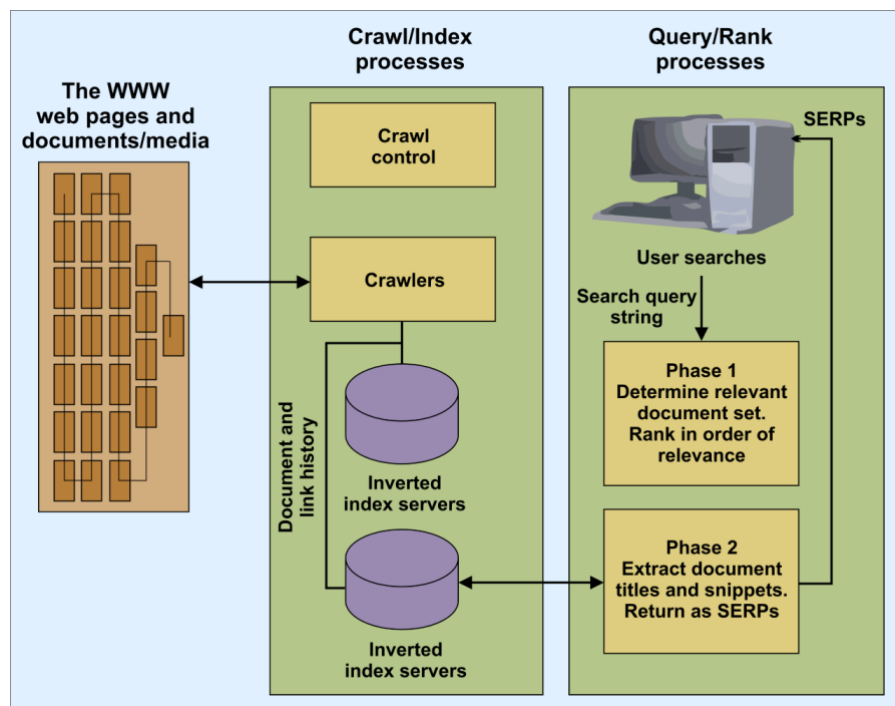 The WWW
web pages and
documents/media
Crawl/Index
processes
Crawl
control
Crawlers
Document and
link history
Inverted
index servers
Inverted
index servers
Query/Rank
processes
SERPs
User searches
Search query
string
Phase 1
Determine relevant
document set.
Rank in order of
relevance
Phase 2
Extract document
titles and snippets.
Return as SERPs